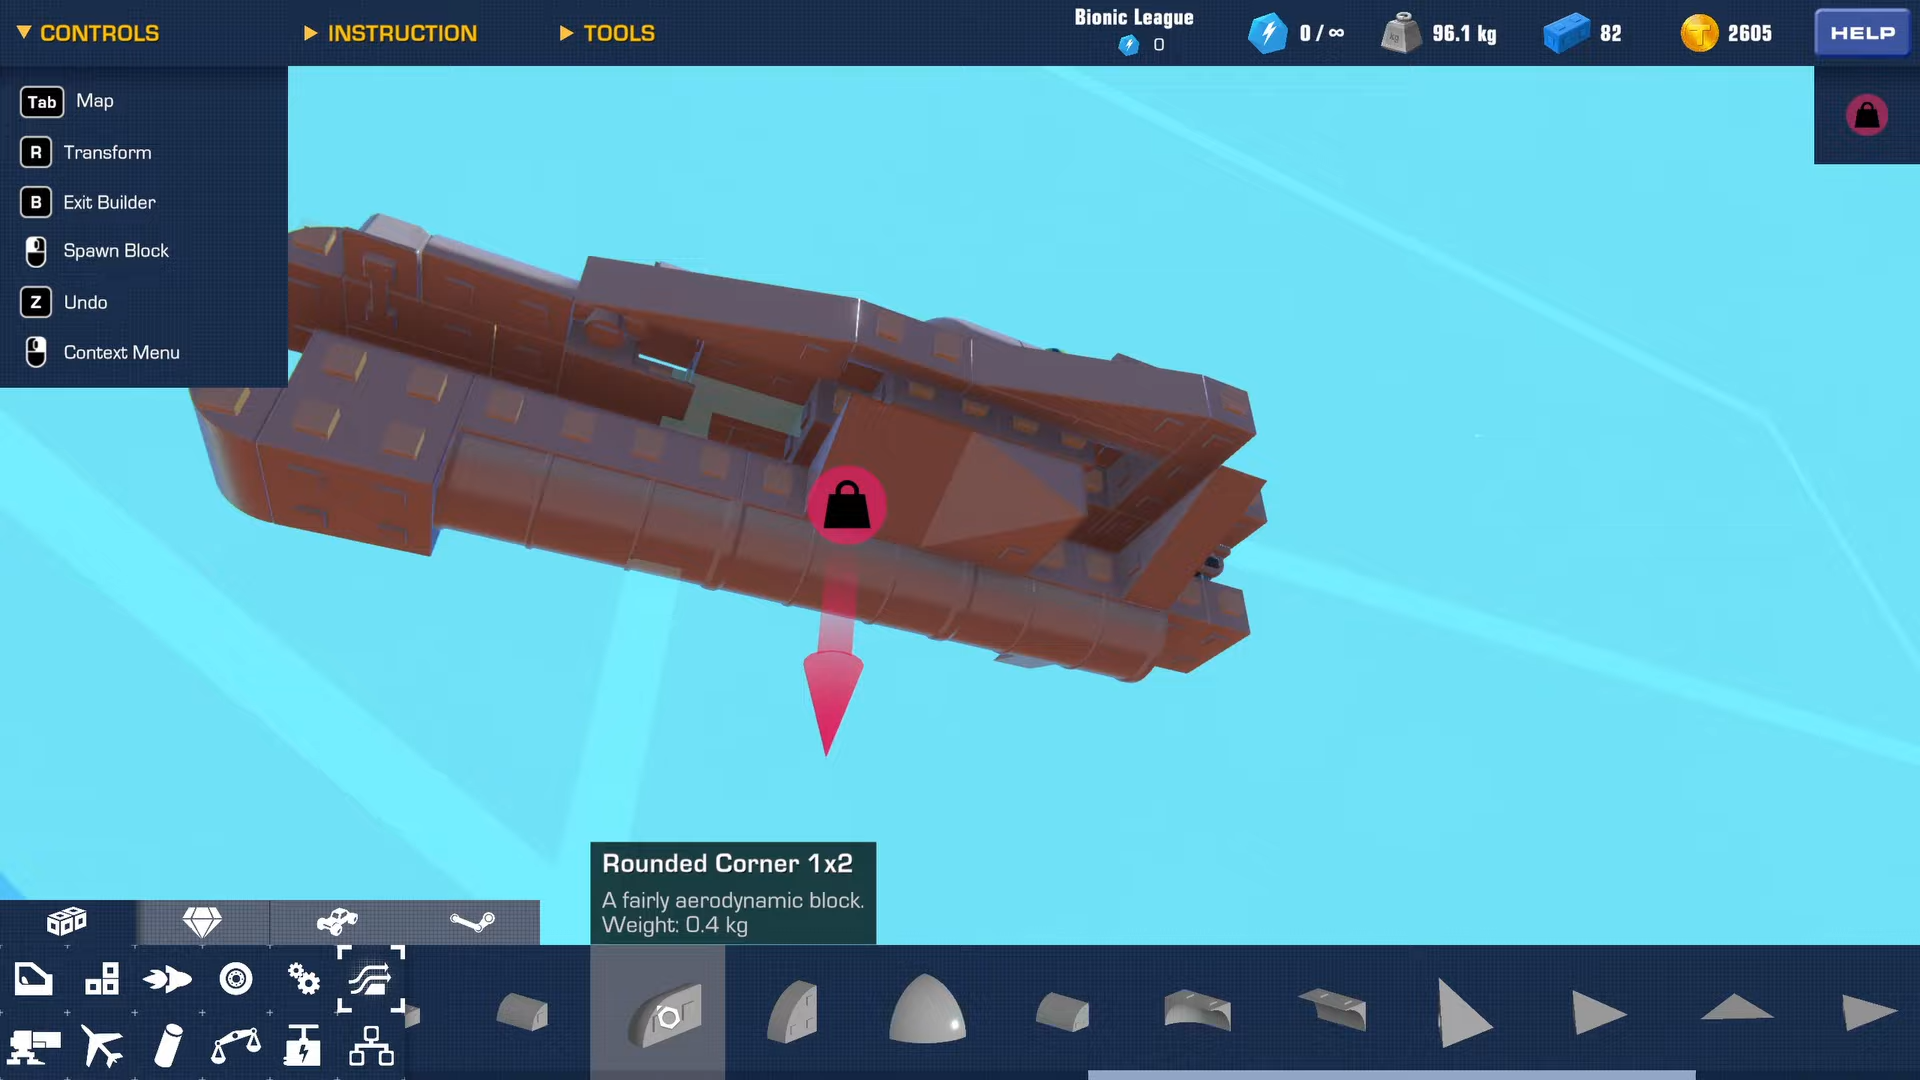 CONTROLS
INSTRUCTION
TOOLS
Bionic League
0
0 / ∞
96.1 kg
82
2605
HELP
Tab Map
R Transform
B Exit Builder
Spawn Block
Z Undo
Context Menu
Rounded Corner 1x2
A fairly aerodynamic block.
Weight: 0.4 kg